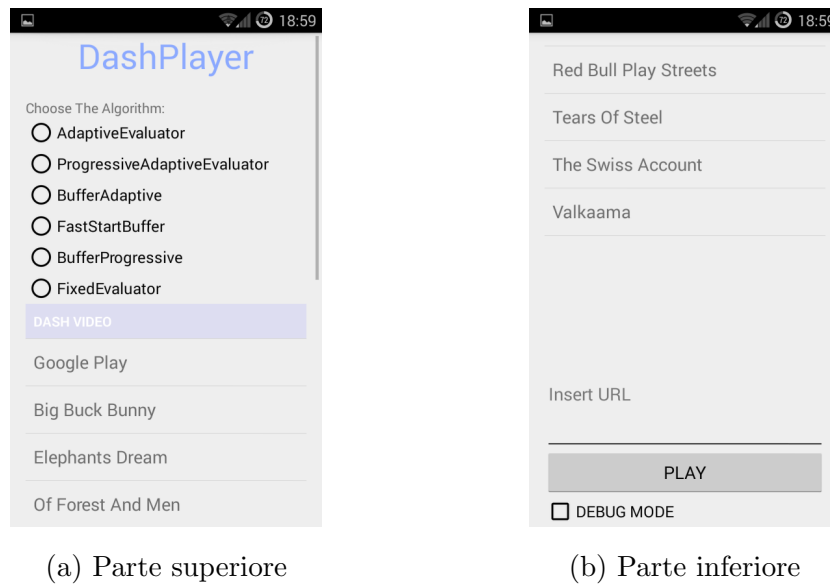 72 18:59
DashPlayer
Choose The Algorithm:
AdaptiveEvaluator
ProgressiveAdaptiveEvaluator
BufferAdaptive
FastStartBuffer
BufferProgressive
FixedEvaluator
DASH VIDEO
Google Play
Big Buck Bunny
Elephants Dream
Of Forest And Men
(a) Parte superiore
72 18:59
Red Bull Play Streets
Tears Of Steel
The Swiss Account
Valkaama
Insert URL
PLAY
DEBUG MODE
(b) Parte inferiore